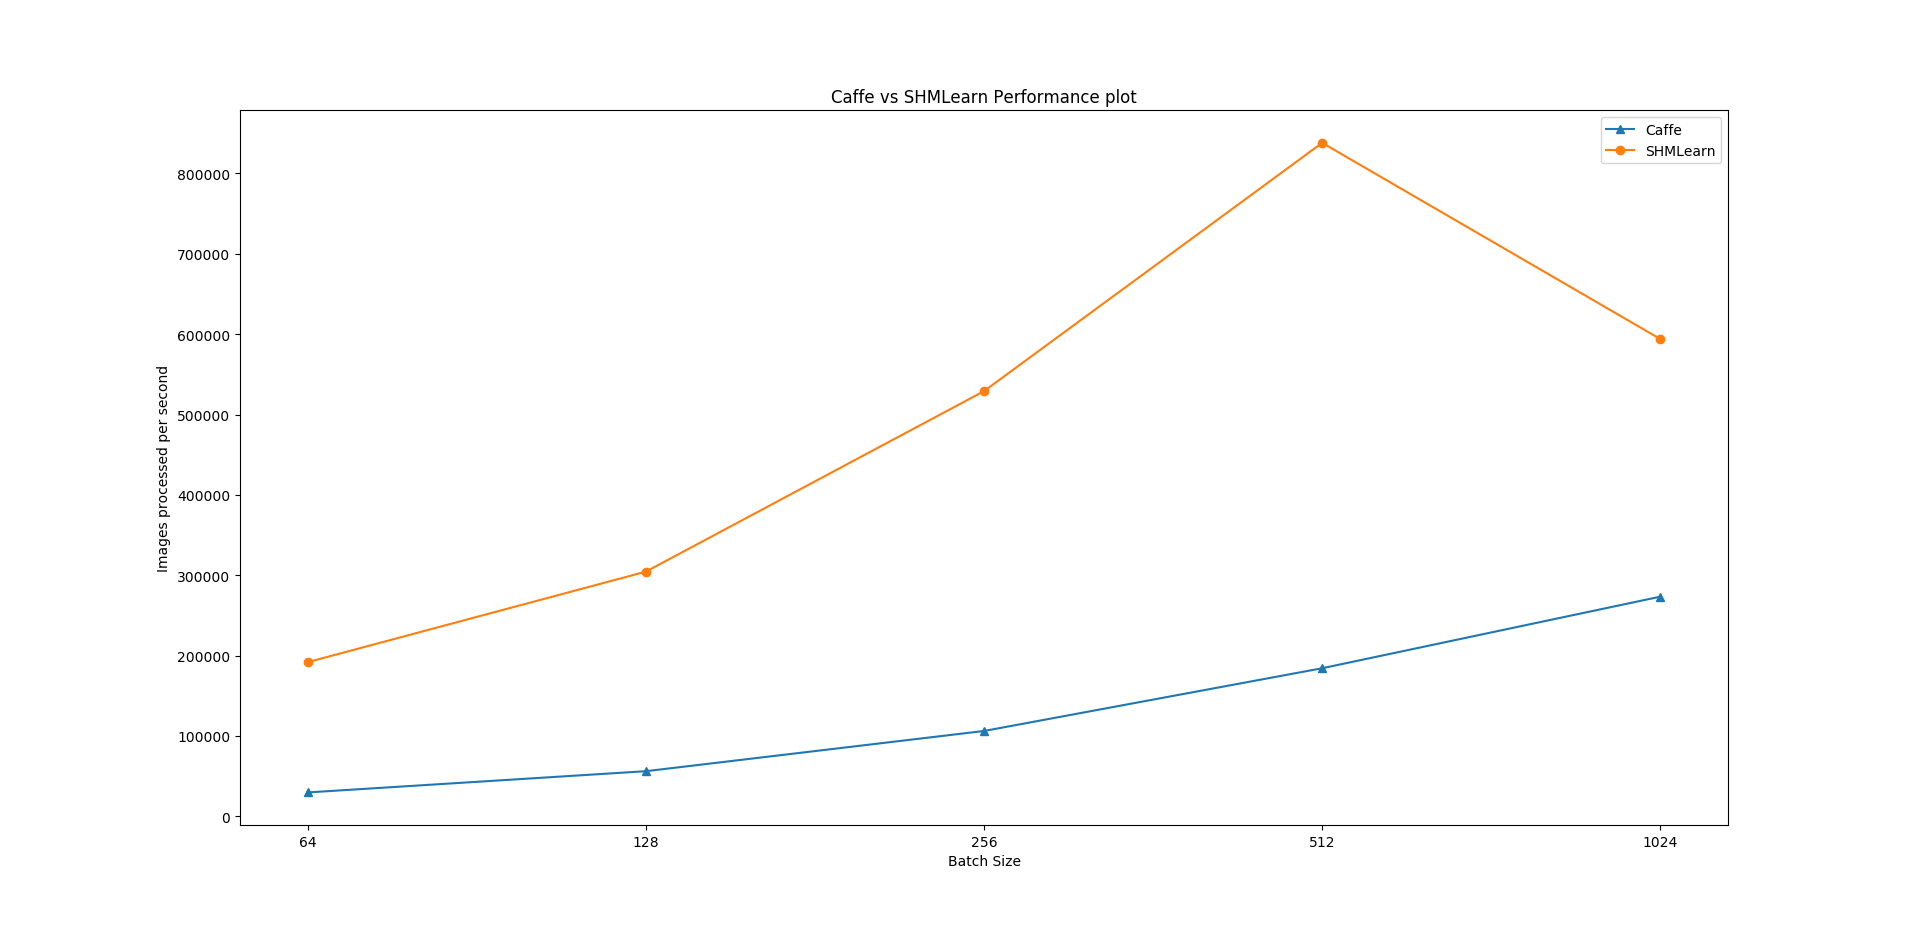 Caffe vs SHMLearn Performance plot
Caffe
SHMLearn
800000
700000
600000
500000
400000
300000
200000
100000
0
Images processed per second
64 128 256 512 1024
Batch Size